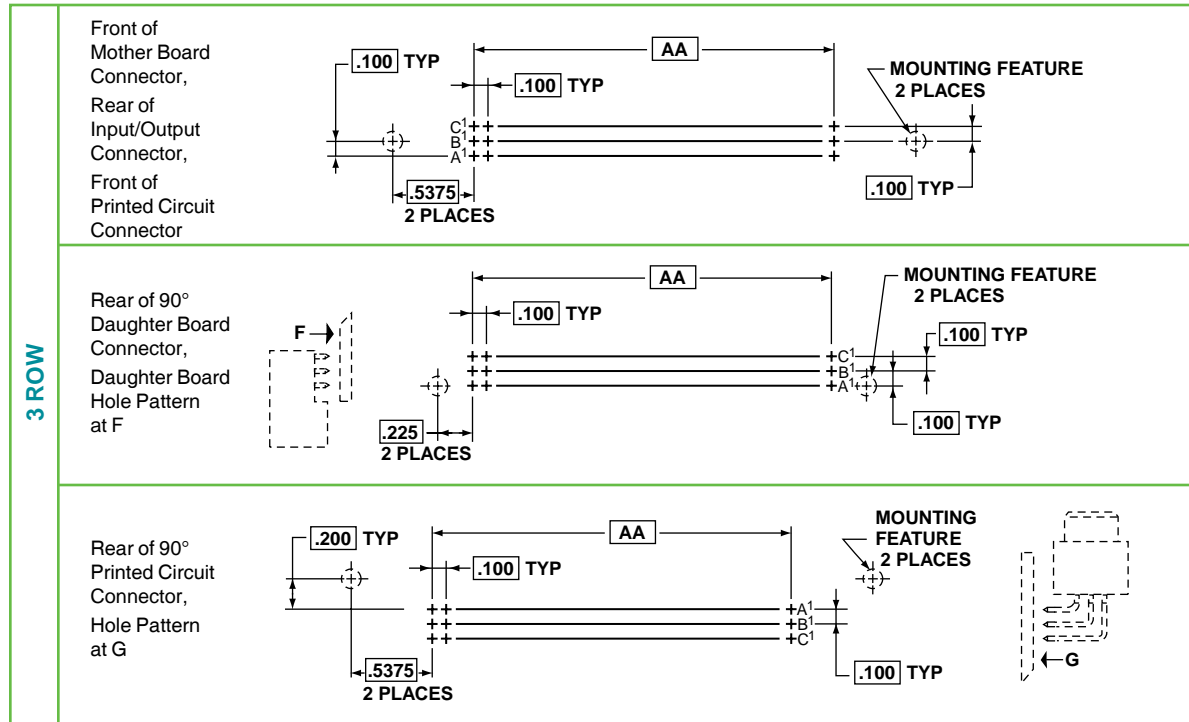 3 ROW
Front of
Mother Board
Connector,
Rear of
Input/Output
Connector,
Front of
Printed Circuit
Connector
.100 TYP
AA
.100 TYP
MOUNTING FEATURE
2 PLACES
C1
B1
A1
.5375
2 PLACES
.100 TYP
Rear of 90°
Daughter Board
Connector,
Daughter Board
Hole Pattern
at F
F
AA
.100 TYP
MOUNTING FEATURE
2 PLACES
.100 TYP
C1
B1
A1
.225
2 PLACES
.100 TYP
Rear of 90°
Printed Circuit
Connector,
Hole Pattern
at G
.200 TYP
AA
.100 TYP
MOUNTING
FEATURE
2 PLACES
A1
B1
C1
.5375
2 PLACES
.100 TYP
G